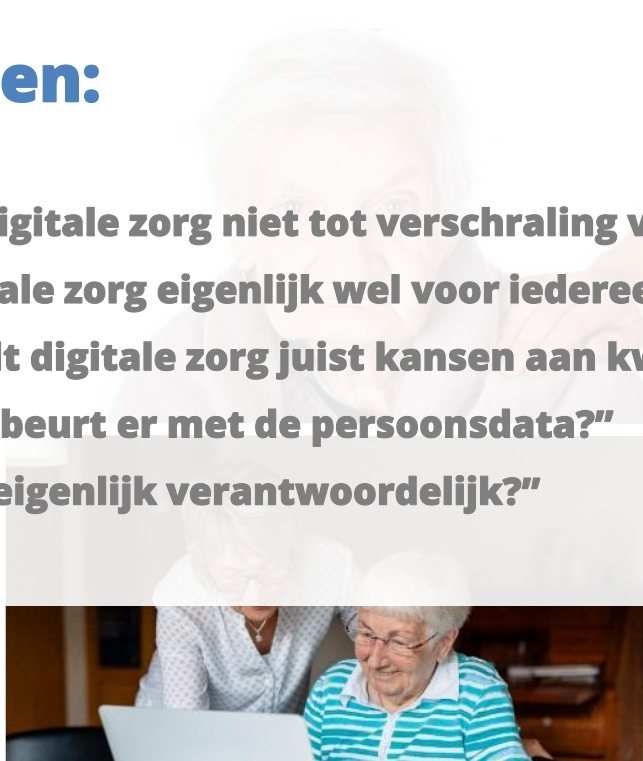 en:
igitale zorg niet tot verschraling v
ale zorg eigenlijk wel voor iederee
lt digitale zorg juist kansen aan kw
beurt er met de persoonsdata?”
eigenlijk verantwoordelijk?”